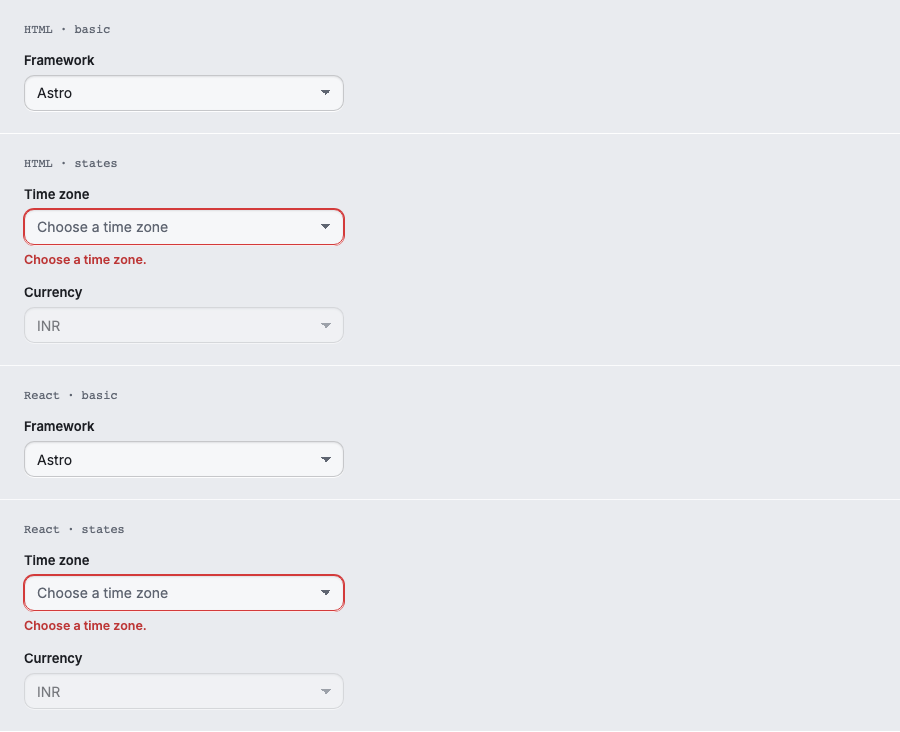 HTML · basic
Framework
Astro
HTML · states
Time zone
Choose a time zone
Choose a time zone.
Currency
INR
React · basic
Framework
Astro
React · states
Time zone
Choose a time zone
Choose a time zone.
Currency
INR